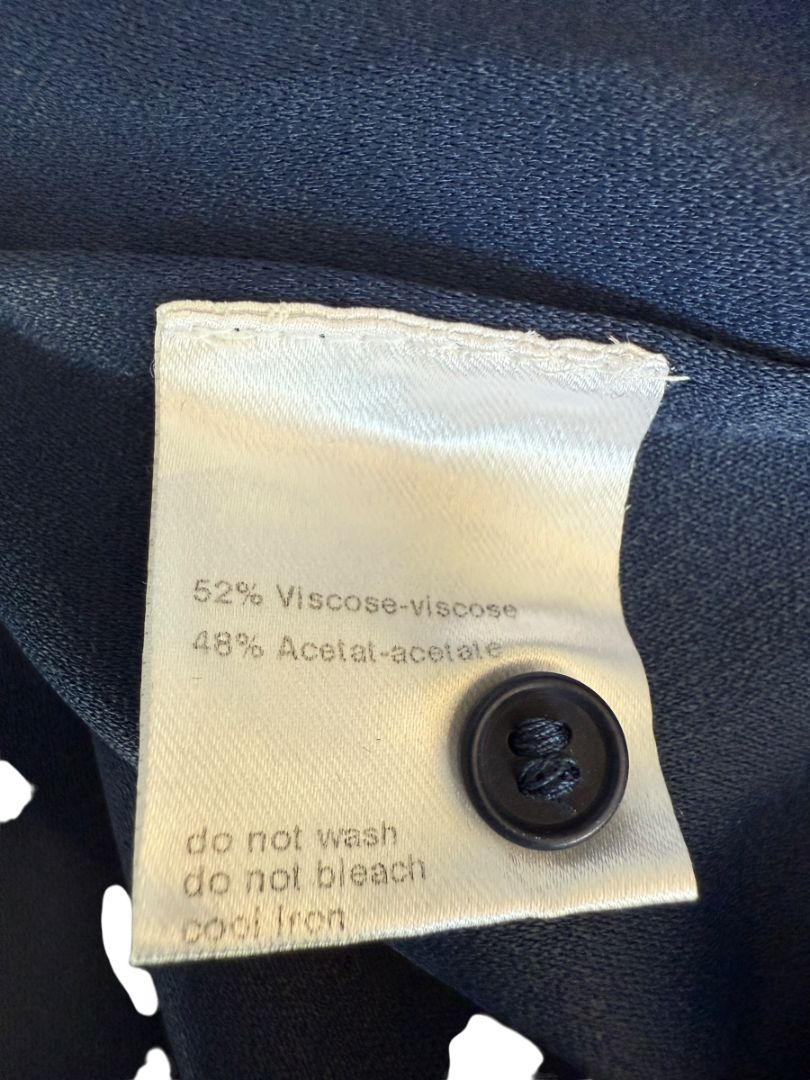 52% Viscose-viscose
48% Acetat-acetate
do not wash
do not bleach
cool iron